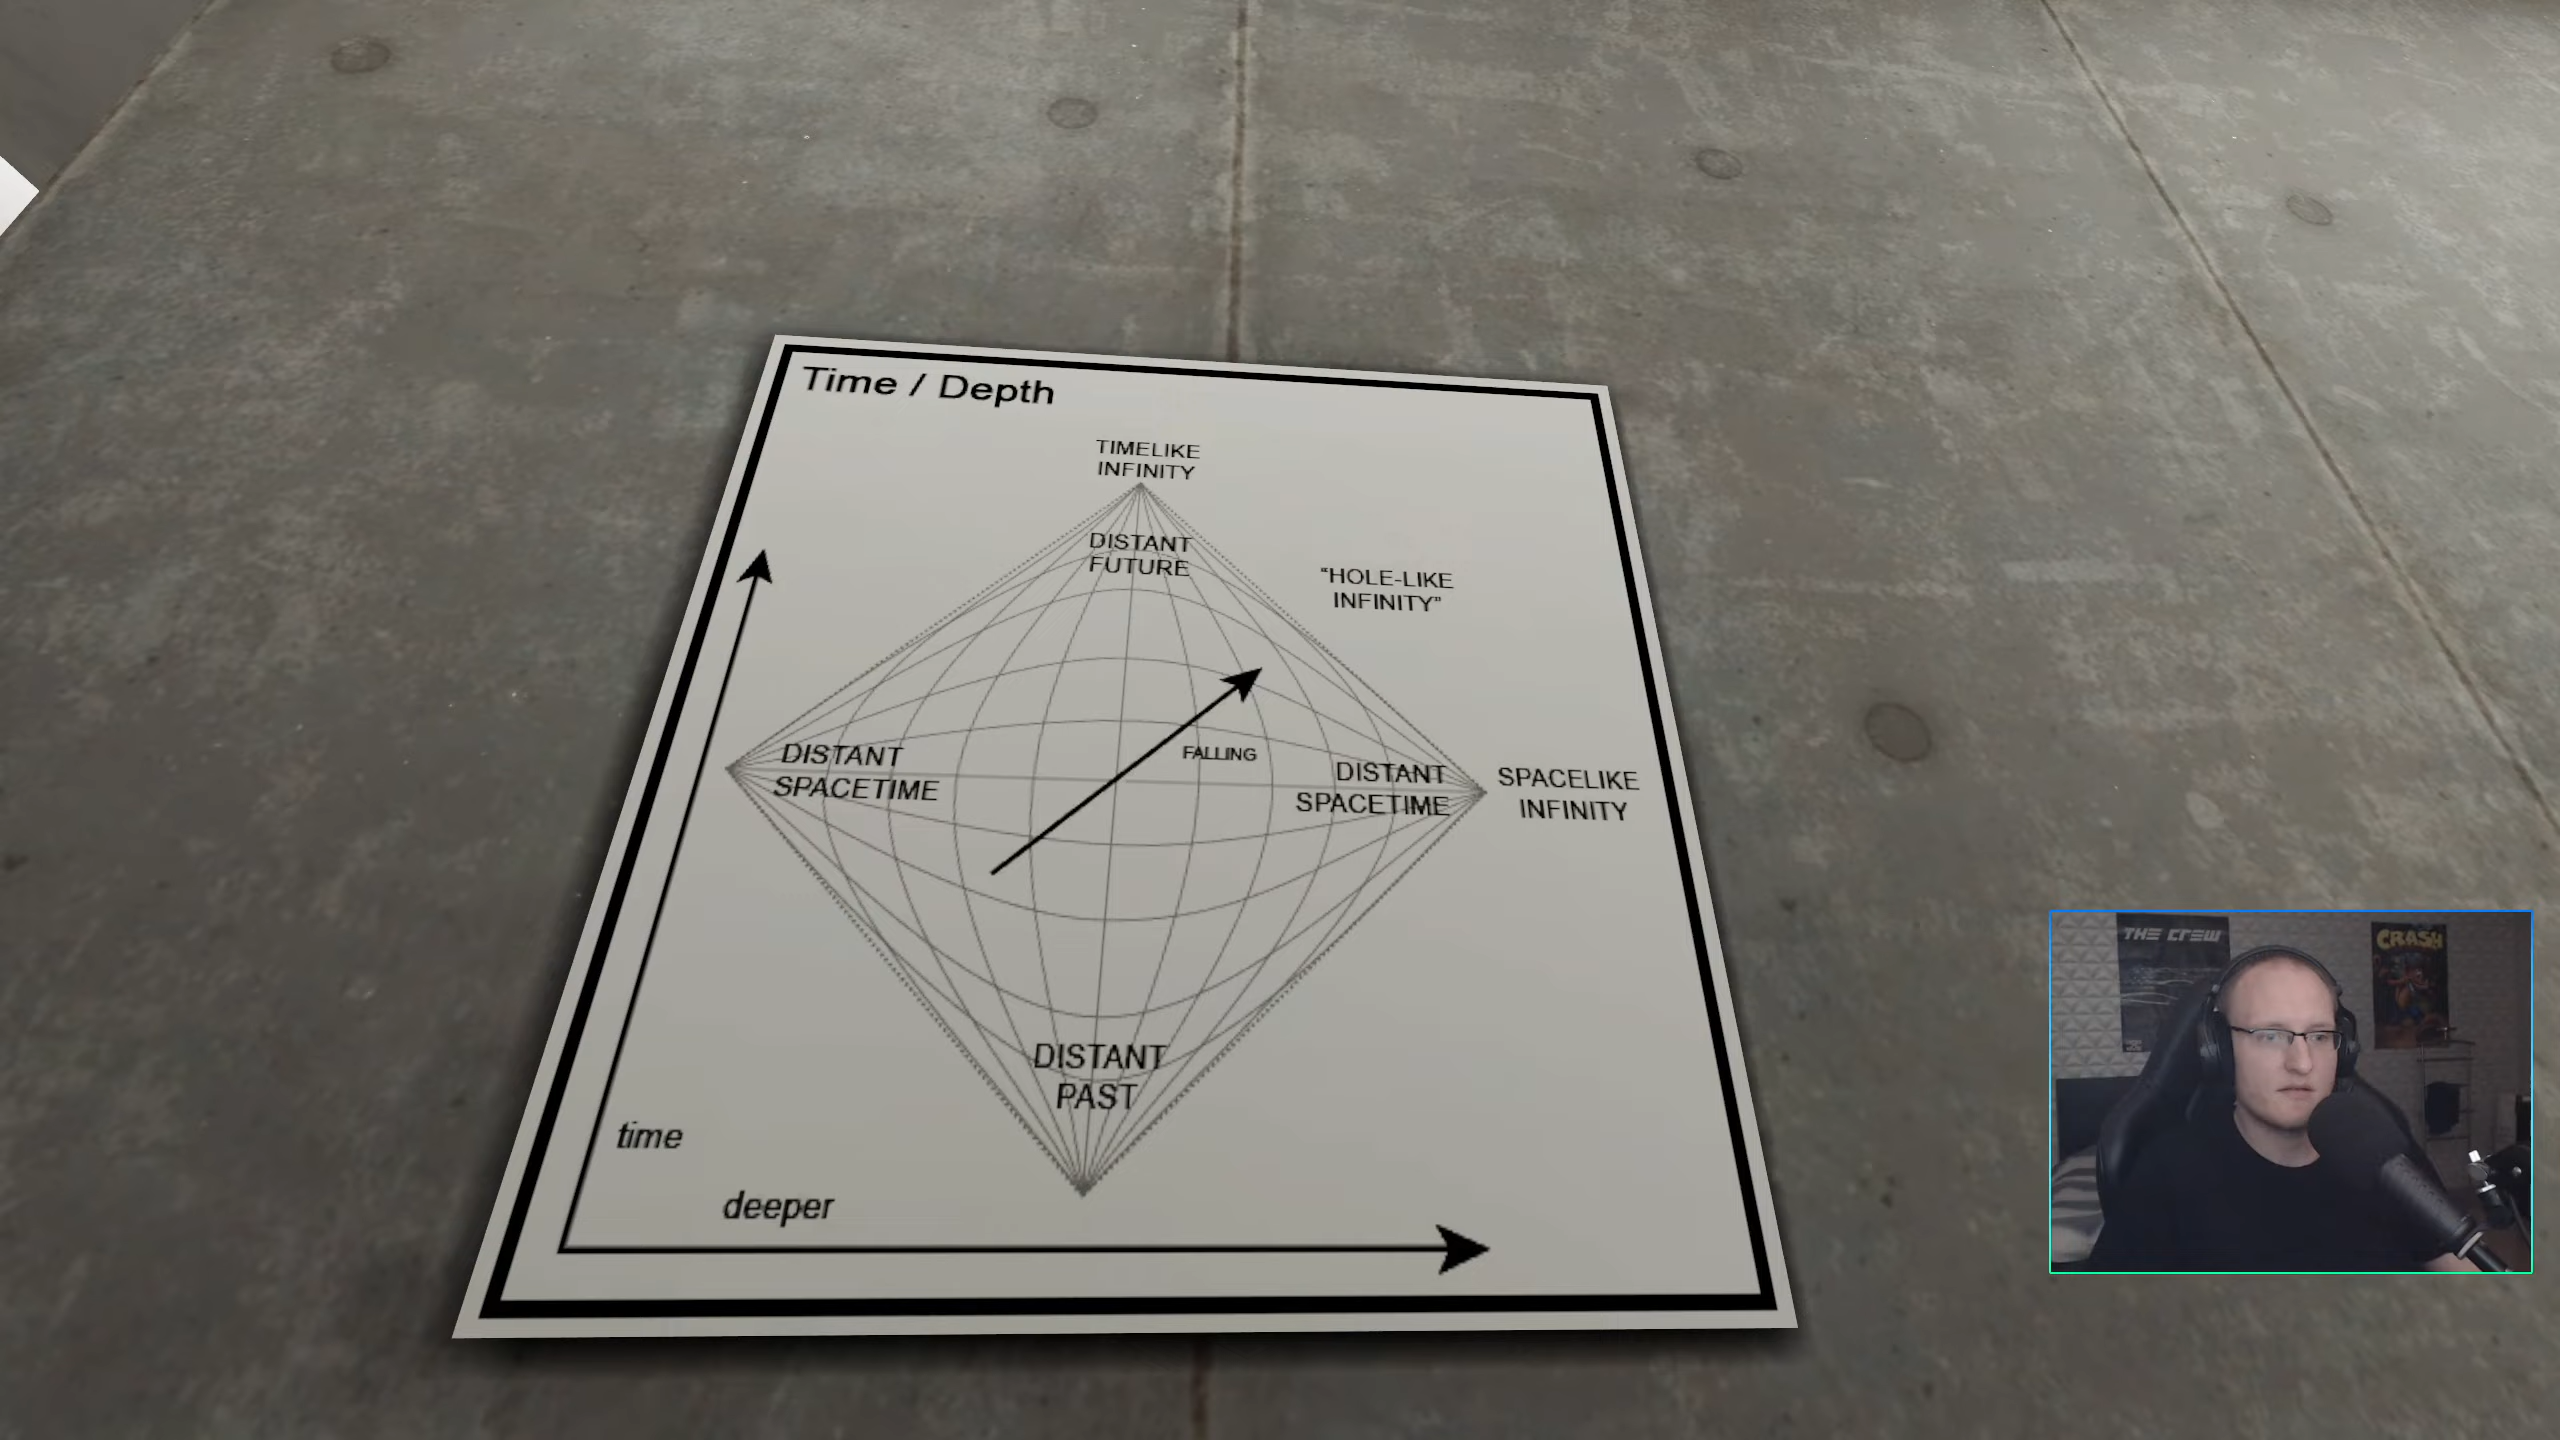 Time / Depth
TIMELIKE
INFINITY
DISTANT
FUTURE
"HOLE-LIKE
INFINITY"
FALLING
DISTANT
SPACETIME
DISTANT
SPACETIME
SPACELIKE
INFINITY
DISTANT
PAST
time
deeper
THE CREW
CRASH